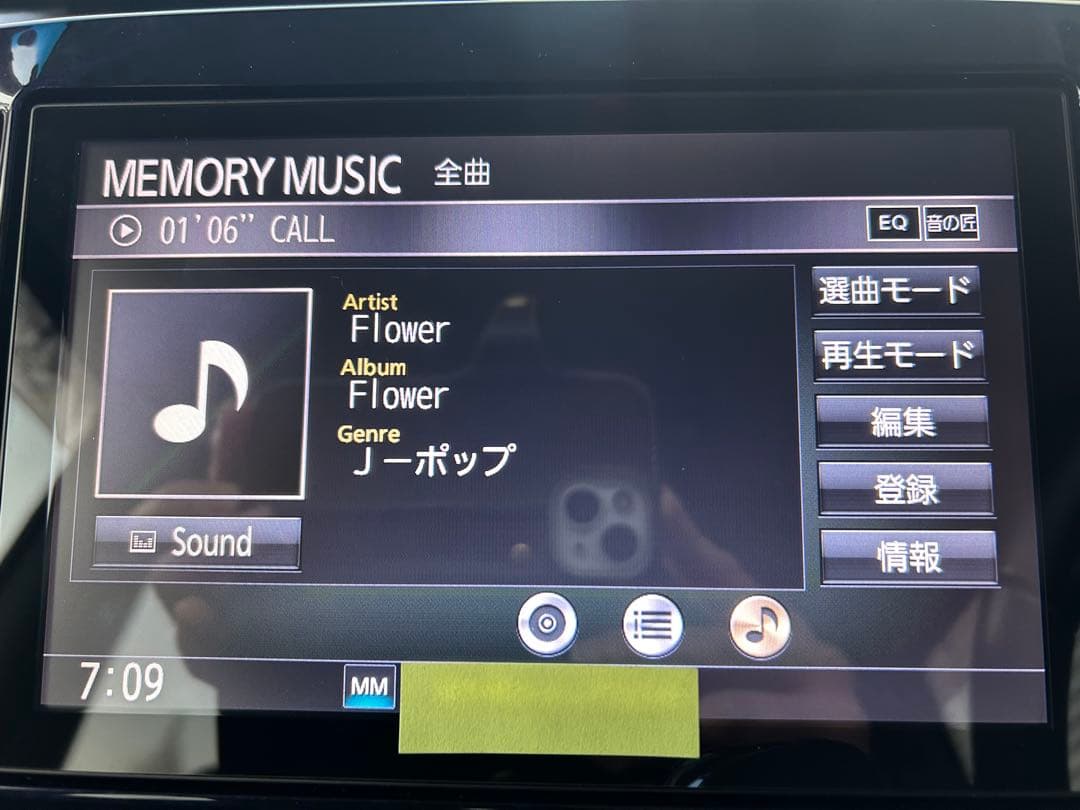 MEMORY MUSIC 全曲
01'06" CALL
EQ 音の匠
Artist
Flower
Album
Flower
Genre
J－ポップ
Sound
選曲モード
再生モード
編集
登録
情報
7:09
MM